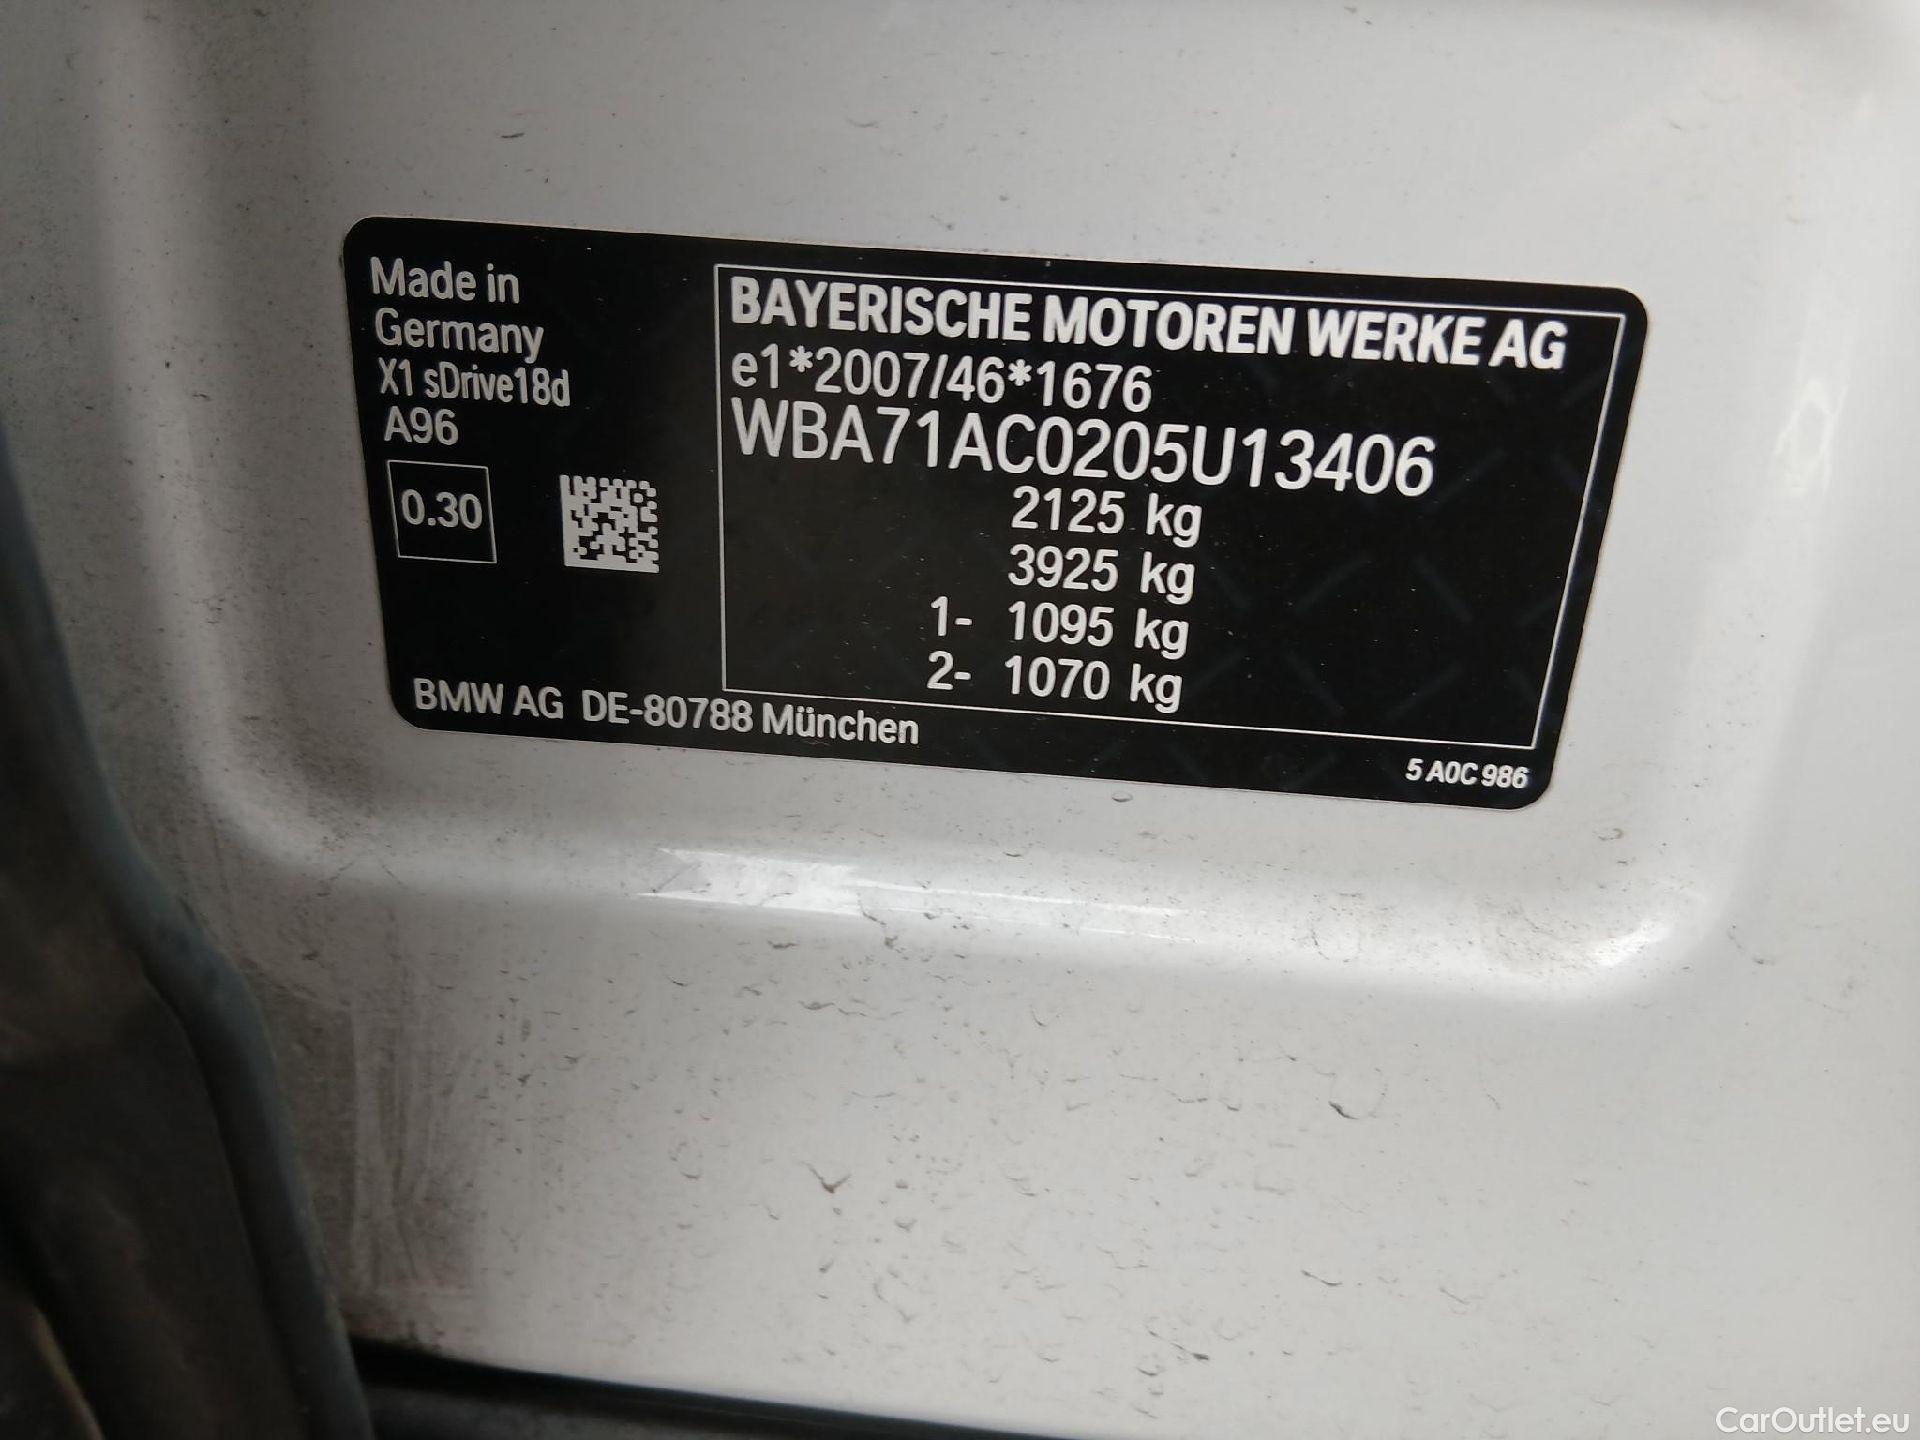 Made in
Germany
X1 sDrive18d
A96
0.30
BAYERISCHE MOTOREN WERKE AG
e1*2007/46*1676
WBA71AC0205U13406
2125 kg
3925 kg
1- 1095 kg
2- 1070 kg
BMW AG DE-80788 München
5 A0C 986
CarOutlet.eu